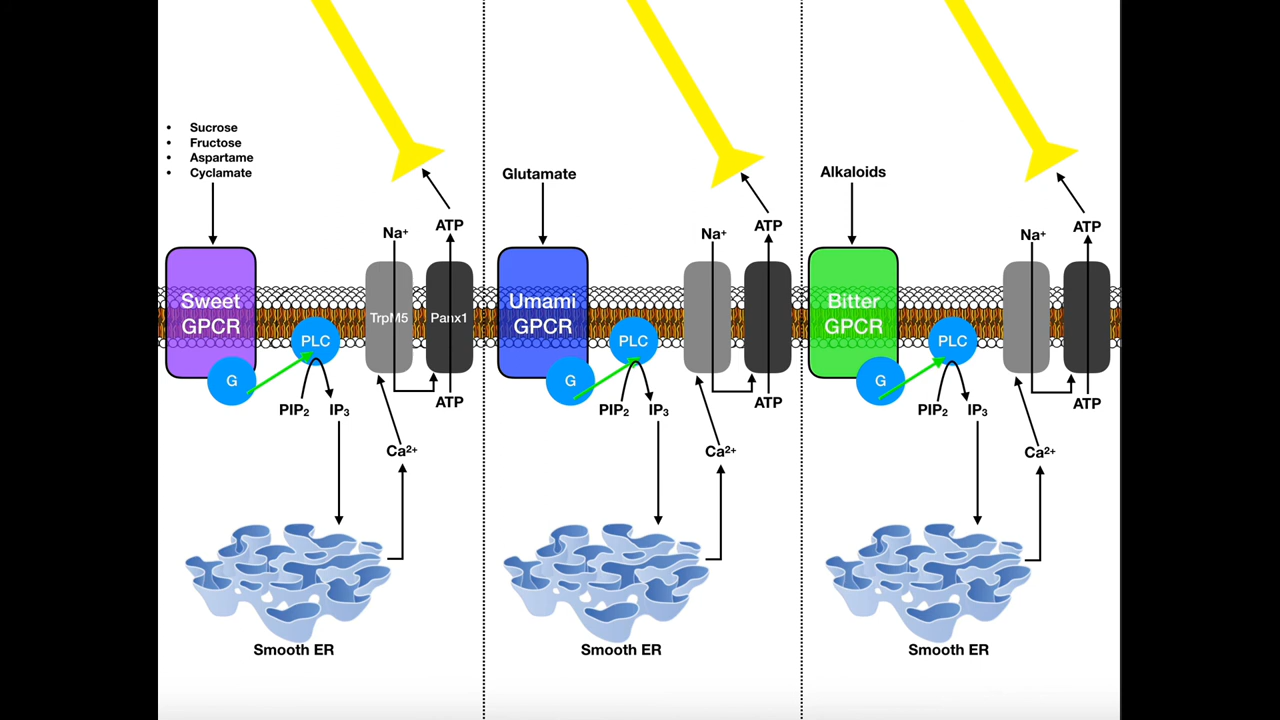 • Sucrose
• Fructose
• Aspartame
• Cyclamate
Na⁺
ATP
Sweet
GPCR
TrpM5
Panx1
PLC
G
PIP₂
IP₃
ATP
Ca²⁺
Smooth ER
Glutamate
Na⁺
ATP
Umami
GPCR
PLC
G
PIP₂
IP₃
ATP
Ca²⁺
Smooth ER
Alkaloids
Na⁺
ATP
Bitter
GPCR
PLC
G
PIP₂
IP₃
ATP
Ca²⁺
Smooth ER